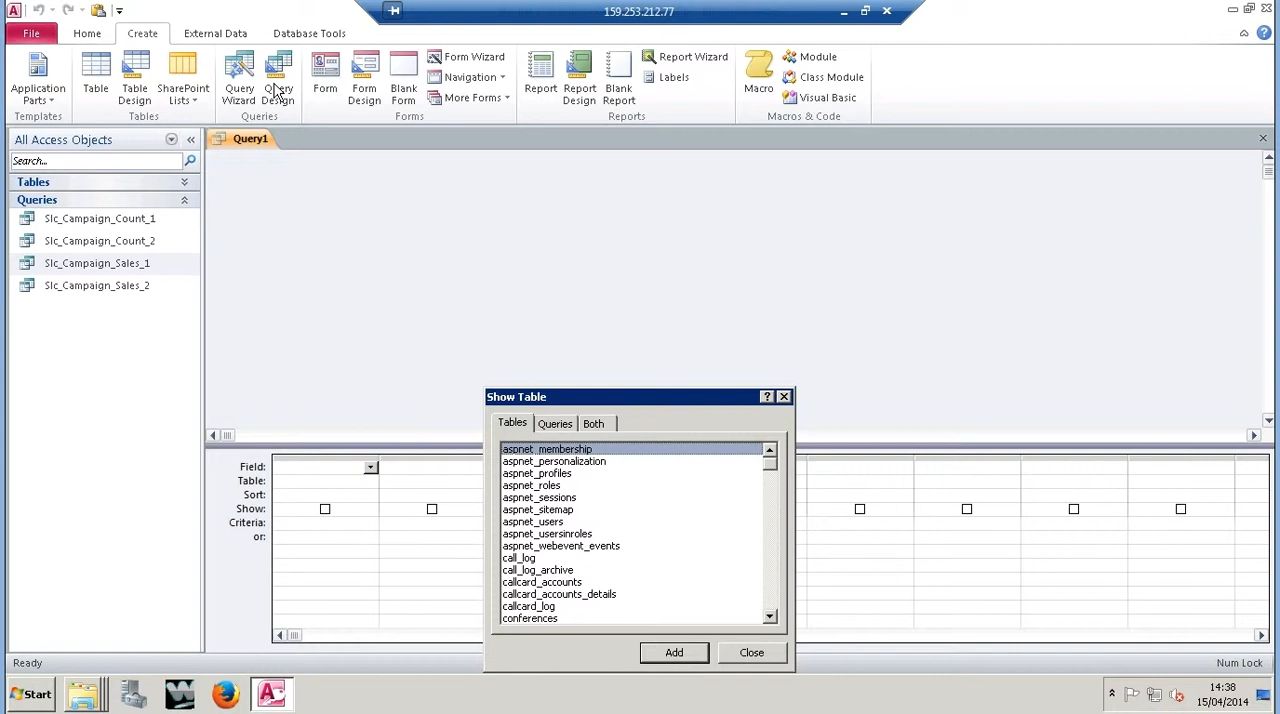 159.253.212.77
File Home Create External Data Database Tools
Application Parts
Templates
Table
Table Design
SharePoint Lists
Tables
Query Wizard
Query Design
Queries
Form
Form Design
Blank Form
Form Wizard
Navigation
More Forms
Forms
Report
Report Design
Blank Report
Report Wizard
Labels
Reports
Macro
Module
Class Module
Visual Basic
Macros & Code
All Access Objects
Search...
Tables
Queries
Slc_Campaign_Count_1
Slc_Campaign_Count_2
Slc_Campaign_Sales_1
Slc_Campaign_Sales_2
Query1
Show Table
Tables Queries Both
aspnet_membership
aspnet_personalization
aspnet_profiles
aspnet_roles
aspnet_sessions
aspnet_sitemap
aspnet_users
aspnet_usersinroles
aspnet_webevent_events
call_log
call_log_archive
callcard_accounts
callcard_accounts_details
callcard_log
conferences
Add Close
Field:
Table:
Sort:
Show:
Criteria:
or:
Ready Num Lock
Start
14:38
15/04/2014